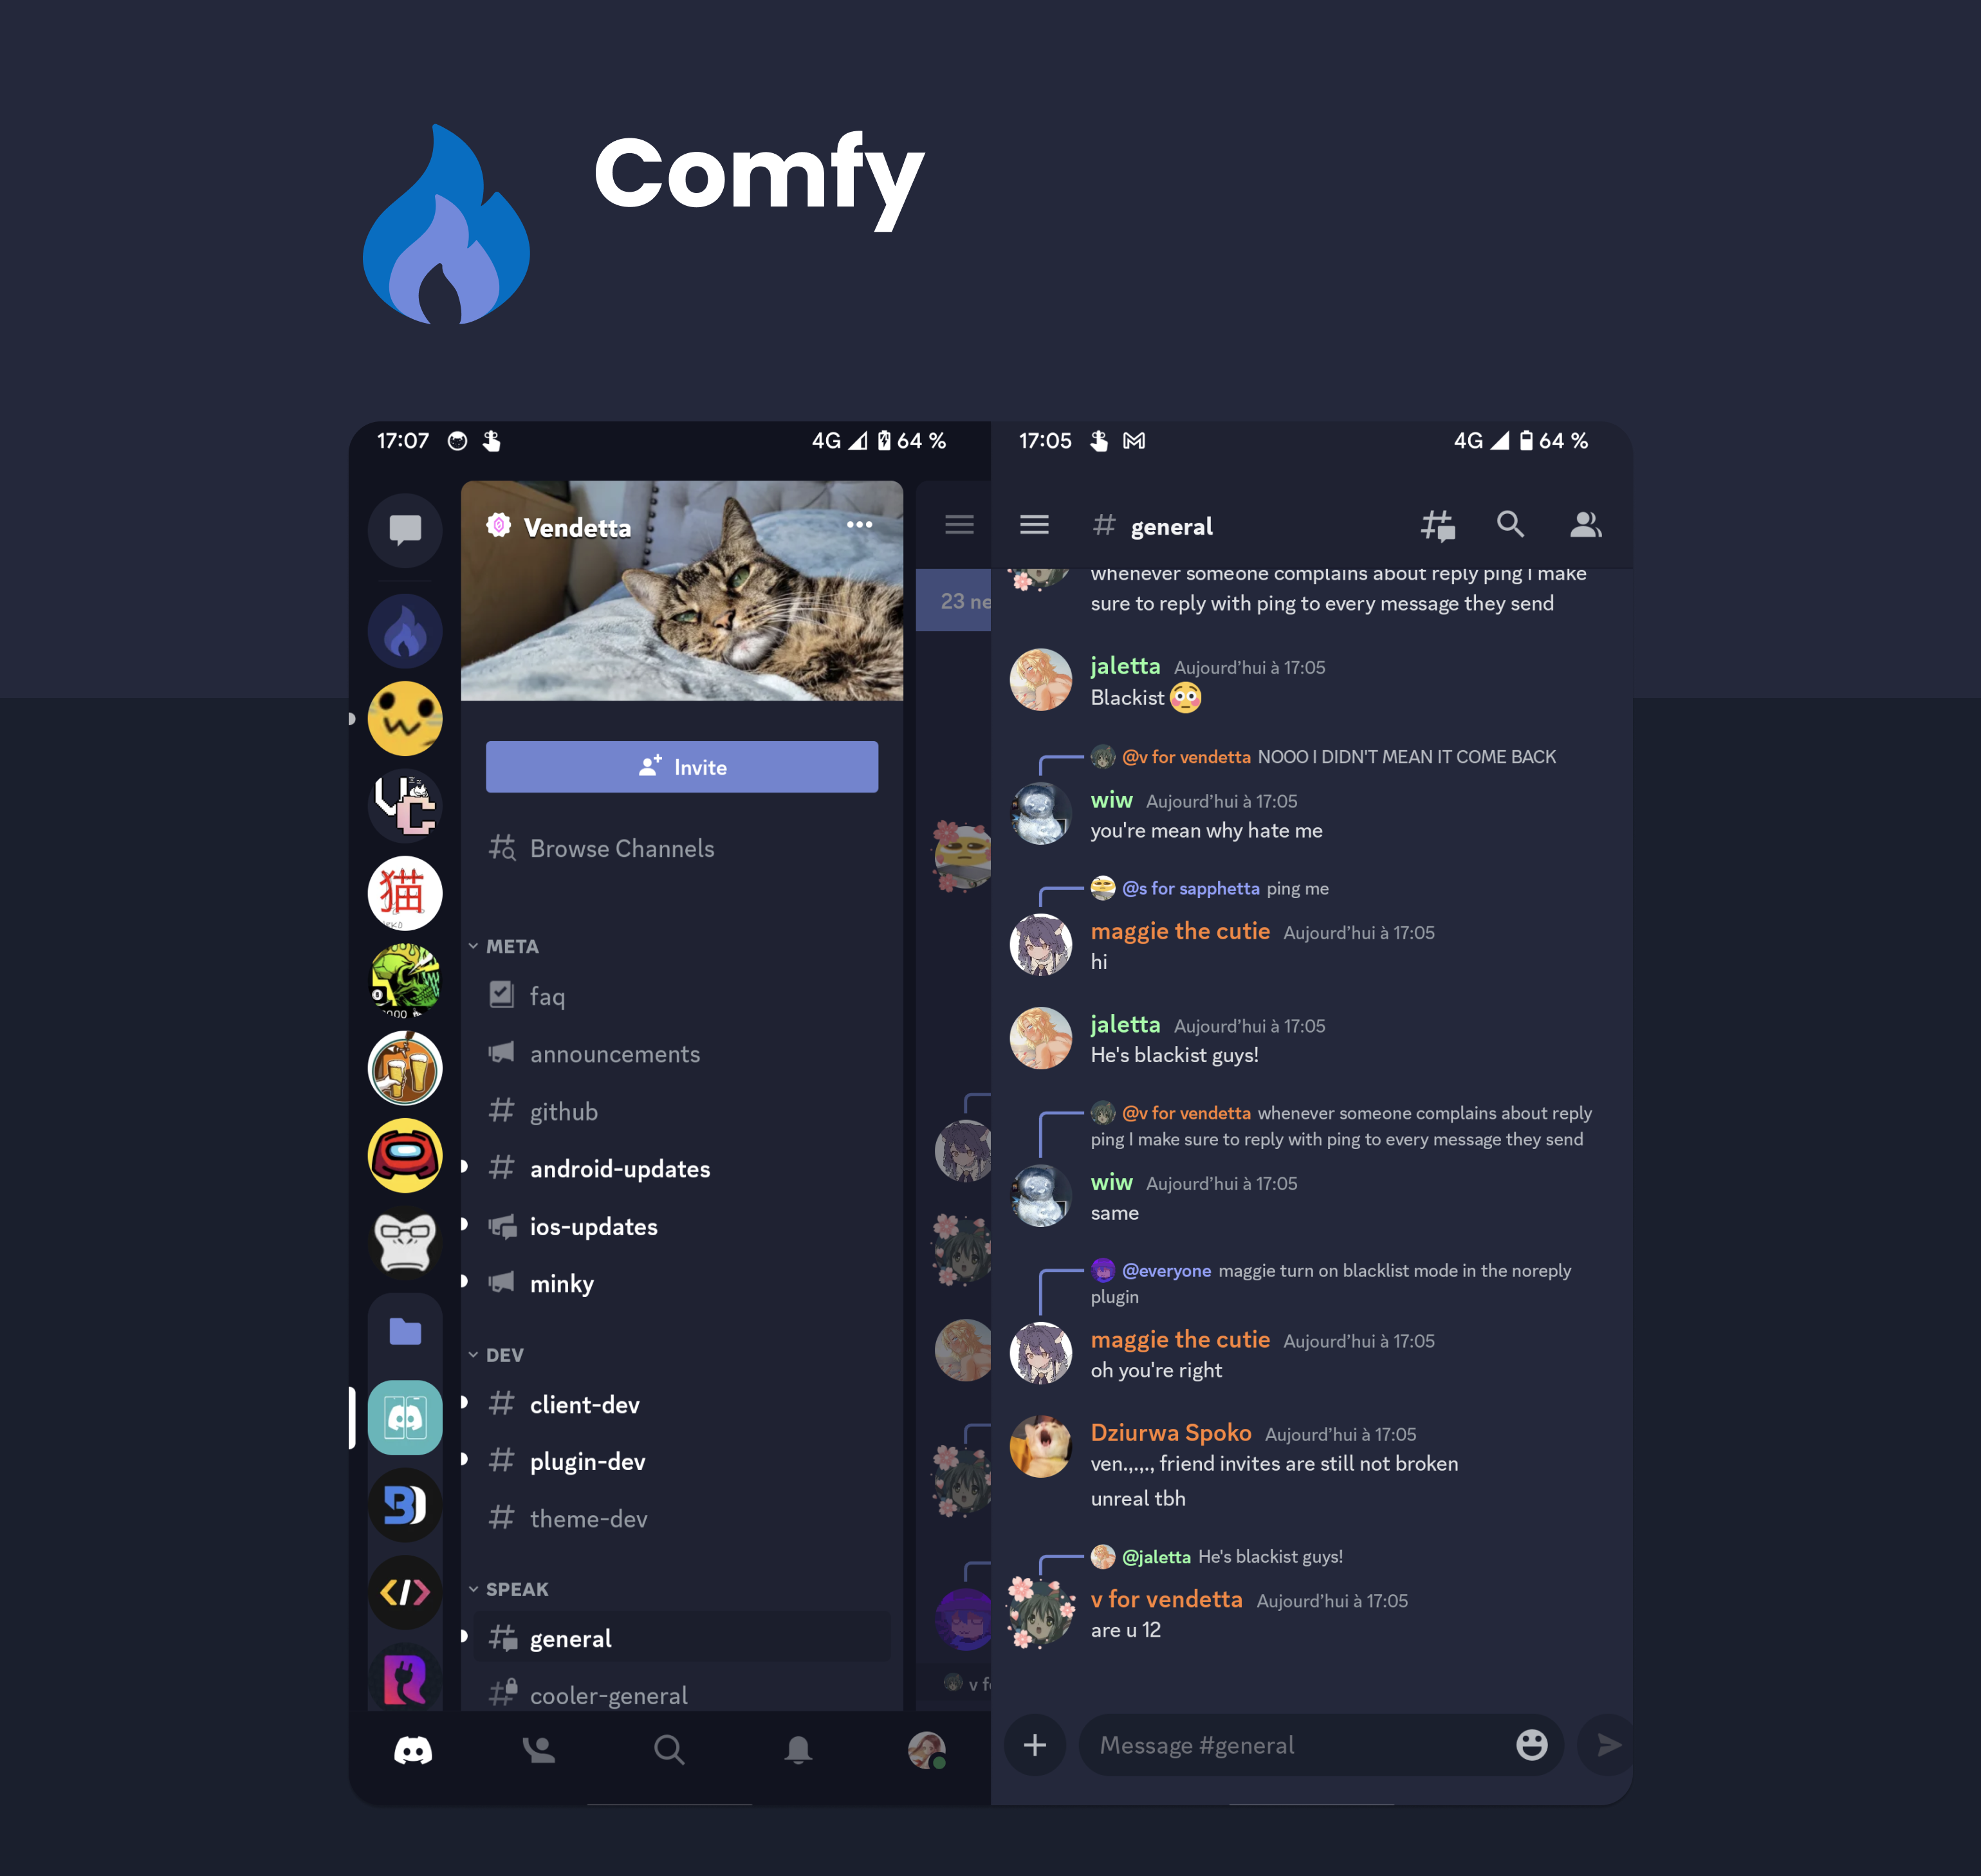 Comfy
17:07
4G 64 %
Vendetta
Invite
Browse Channels
META
faq
announcements
github
android-updates
ios-updates
minky
DEV
client-dev
plugin-dev
theme-dev
SPEAK
general
cooler-general
猫
23 ne
v f
17:05
4G 64 %
general
whenever someone complains about reply ping I make
sure to reply with ping to every message they send
jaletta Aujourd’hui à 17:05
Blackist
@v for vendetta NOOO I DIDN'T MEAN IT COME BACK
wiw Aujourd’hui à 17:05
you're mean why hate me
@s for sapphetta ping me
maggie the cutie Aujourd’hui à 17:05
hi
jaletta Aujourd’hui à 17:05
He's blackist guys!
@v for vendetta whenever someone complains about reply
ping I make sure to reply with ping to every message they send
wiw Aujourd’hui à 17:05
same
@everyone maggie turn on blacklist mode in the noreply
plugin
maggie the cutie Aujourd’hui à 17:05
oh you're right
Dziurwa Spoko Aujourd’hui à 17:05
ven.,.,., friend invites are still not broken
unreal tbh
@jaletta He's blackist guys!
v for vendetta Aujourd’hui à 17:05
are u 12
Message #general